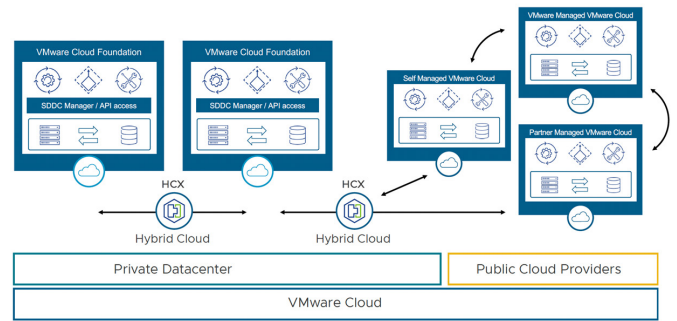 VMware Cloud Foundation
SDDC Manager / API access
VMware Cloud Foundation
SDDC Manager / API access
Self Managed VMware Cloud
VMware Managed VMware Cloud
Partner Managed VMware Cloud
HCX
Hybrid Cloud
HCX
Hybrid Cloud
Private Datacenter
Public Cloud Providers
VMware Cloud